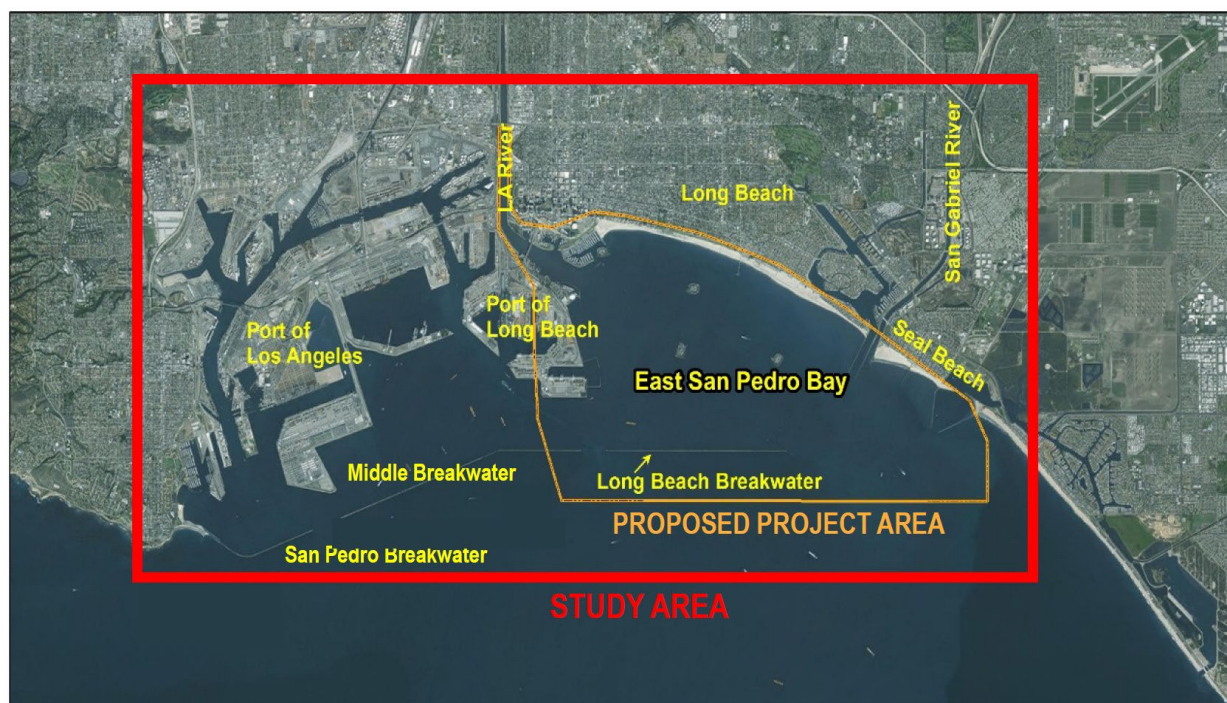 LA River
Long Beach
San Gabriel River
Port of
Long Beach
Port of
Los Angeles
Seal Beach
East San Pedro Bay
Middle Breakwater
Long Beach Breakwater
PROPOSED PROJECT AREA
San Pedro Breakwater
STUDY AREA